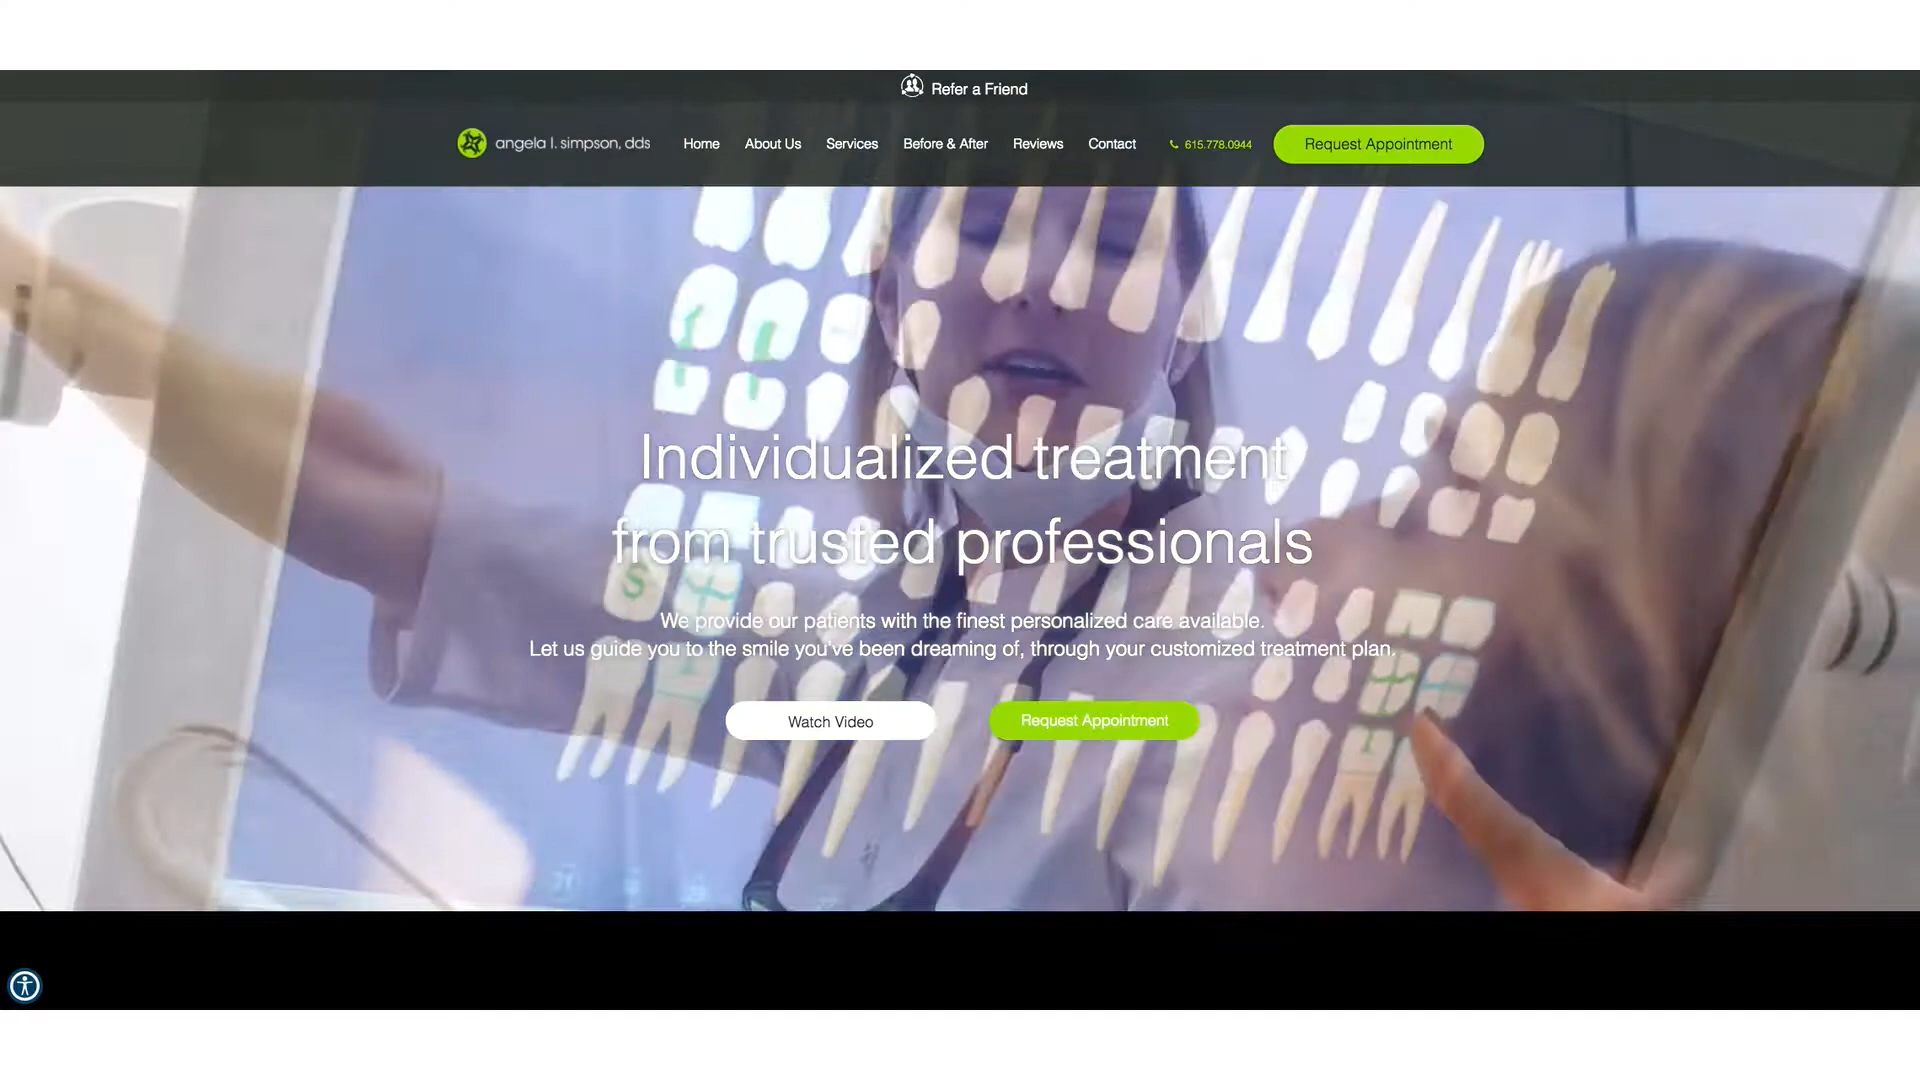 Refer a Friend
angela l. simpson, dds
Home
About Us
Services
Before & After
Reviews
Contact
615.778.0944
Request Appointment
Individualized treatment
from trusted professionals
We provide our patients with the finest personalized care available.
Let us guide you to the smile you've been dreaming of, through your customized treatment plan.
Watch Video
Request Appointment